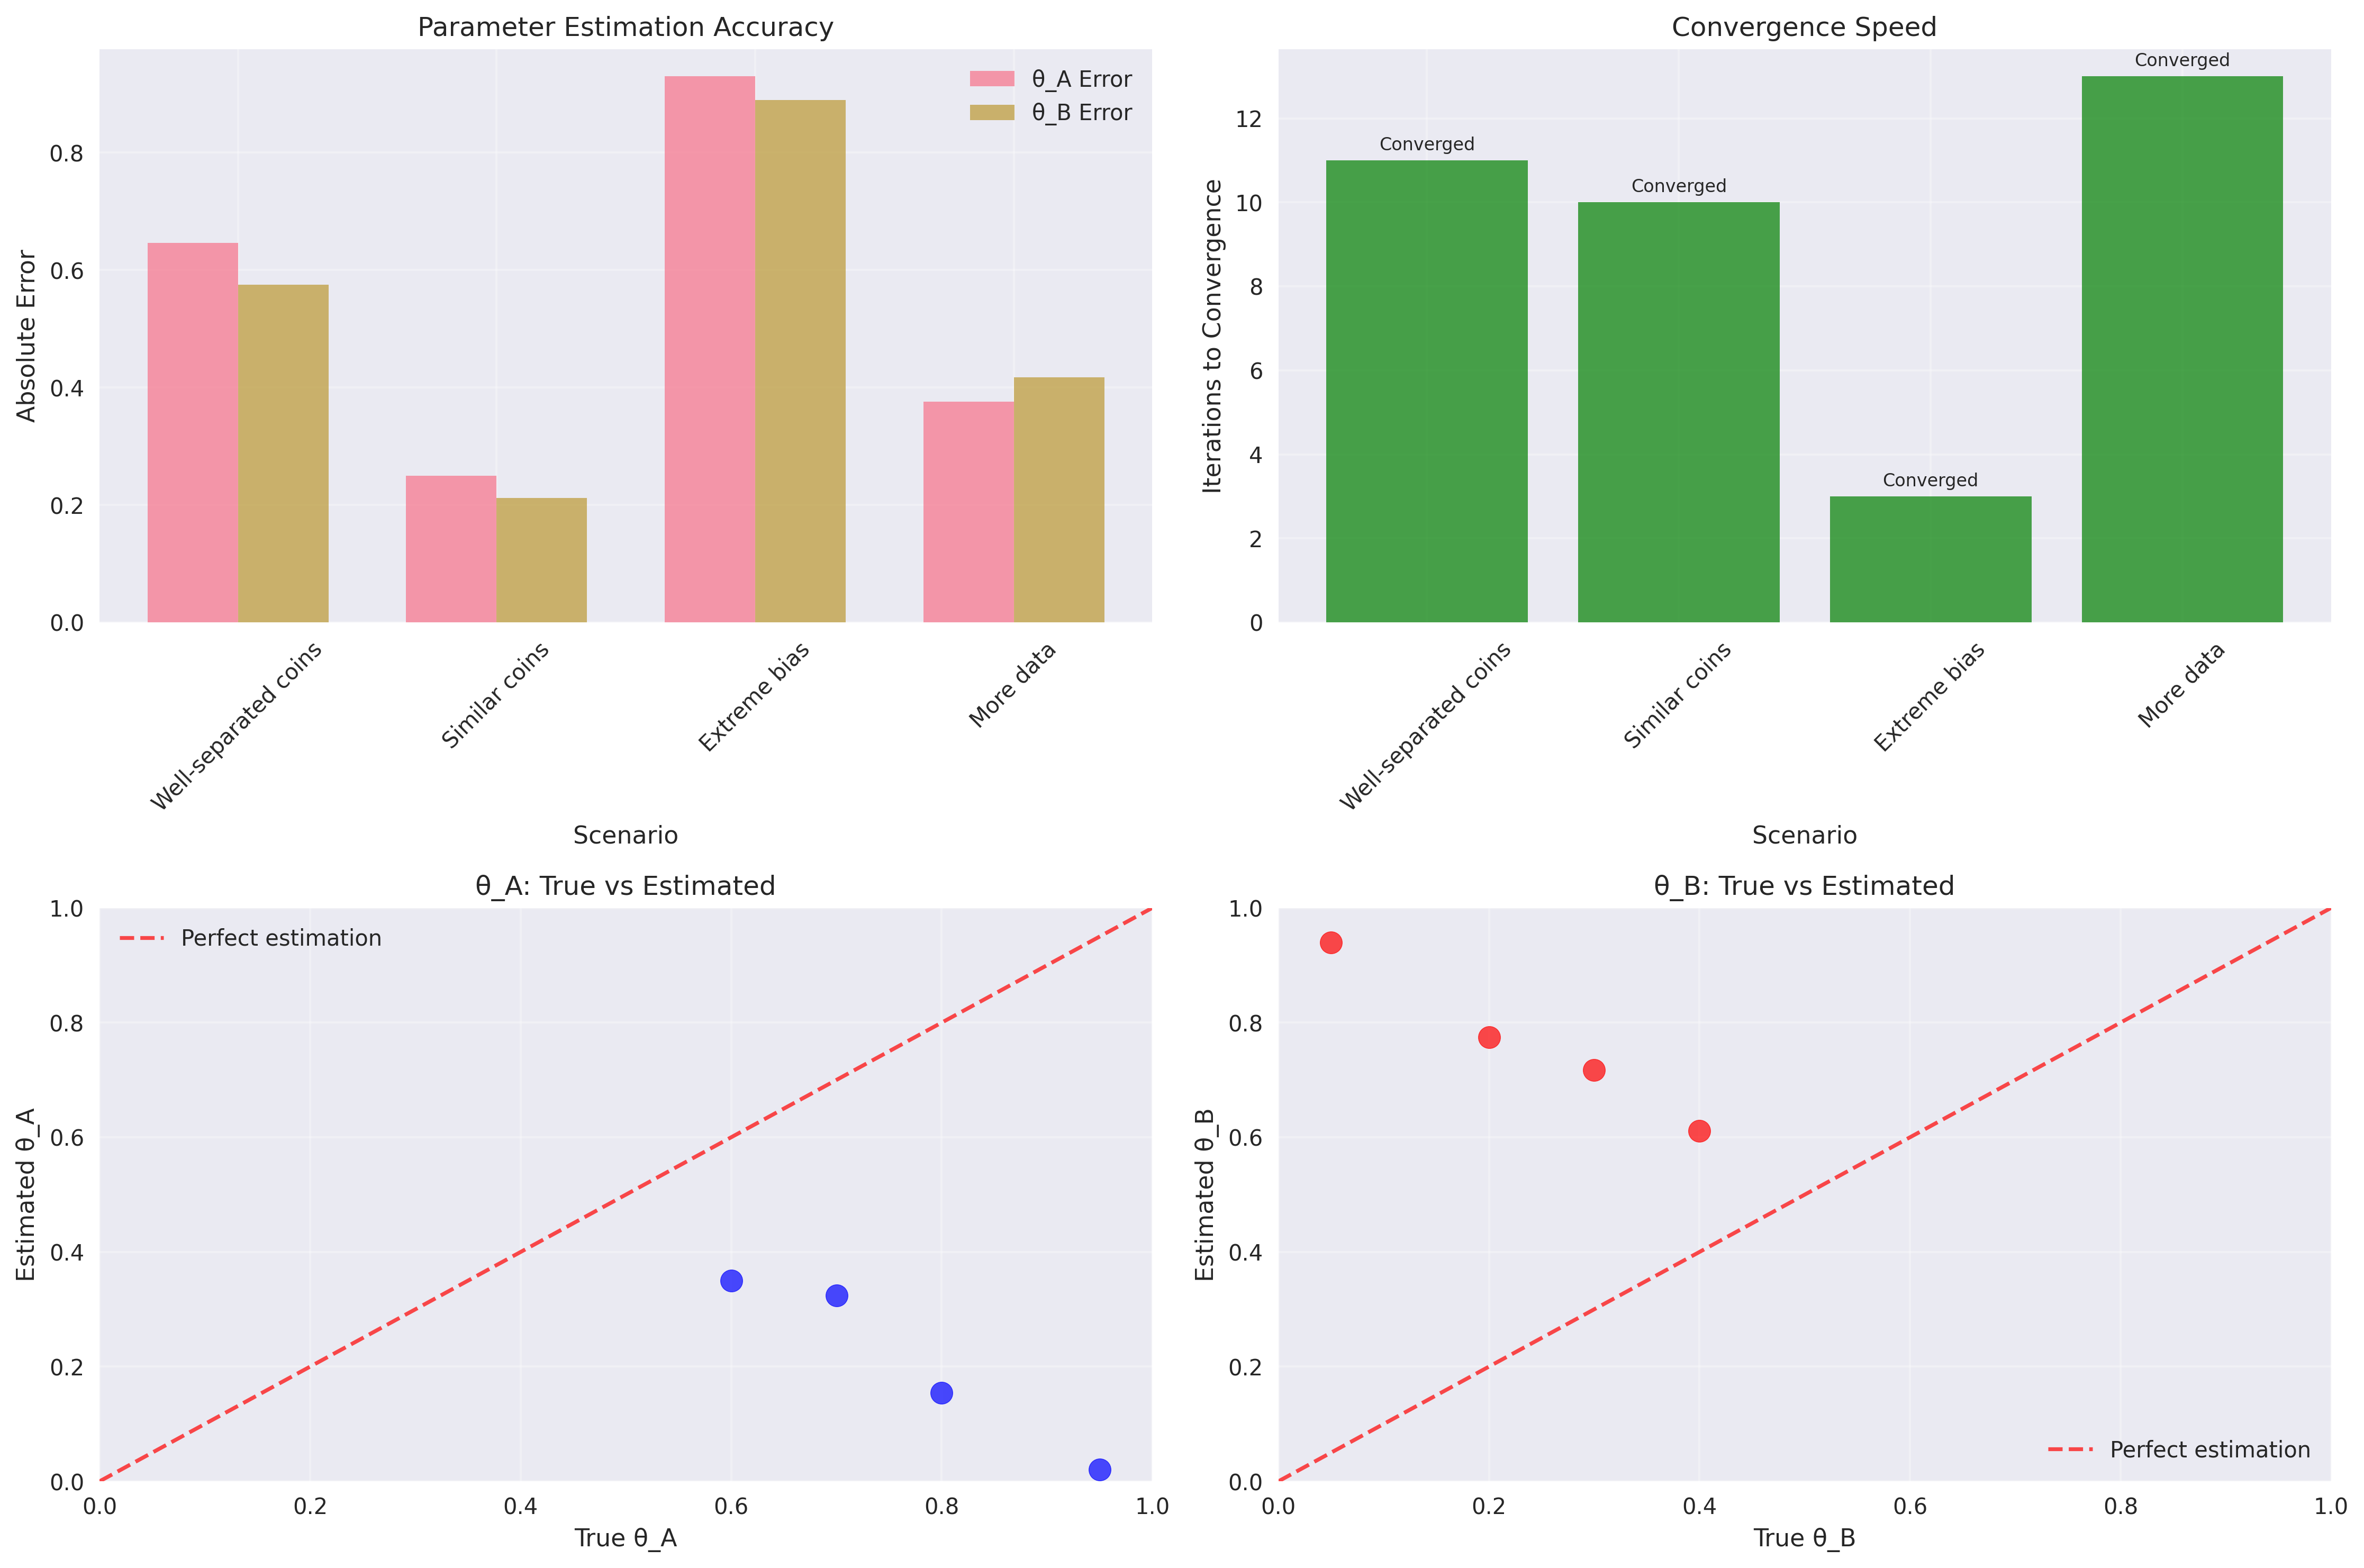 Parameter Estimation Accuracy
θ_A Error
θ_B Error
Absolute Error
0.8
0.6
0.4
0.2
0.0
Well-separated coins
Similar coins
Extreme bias
More data
Scenario
Convergence Speed
Converged
Converged
Converged
Converged
Iterations to Convergence
12
10
8
6
4
2
0
Well-separated coins
Similar coins
Extreme bias
More data
Scenario
θ_A: True vs Estimated
Perfect estimation
Estimated θ_A
1.0
0.8
0.6
0.4
0.2
0.0
0.0 0.2 0.4 0.6 0.8 1.0
True θ_A
θ_B: True vs Estimated
Estimated θ_B
1.0
0.8
0.6
0.4
0.2
0.0
Perfect estimation
0.0 0.2 0.4 0.6 0.8 1.0
True θ_B